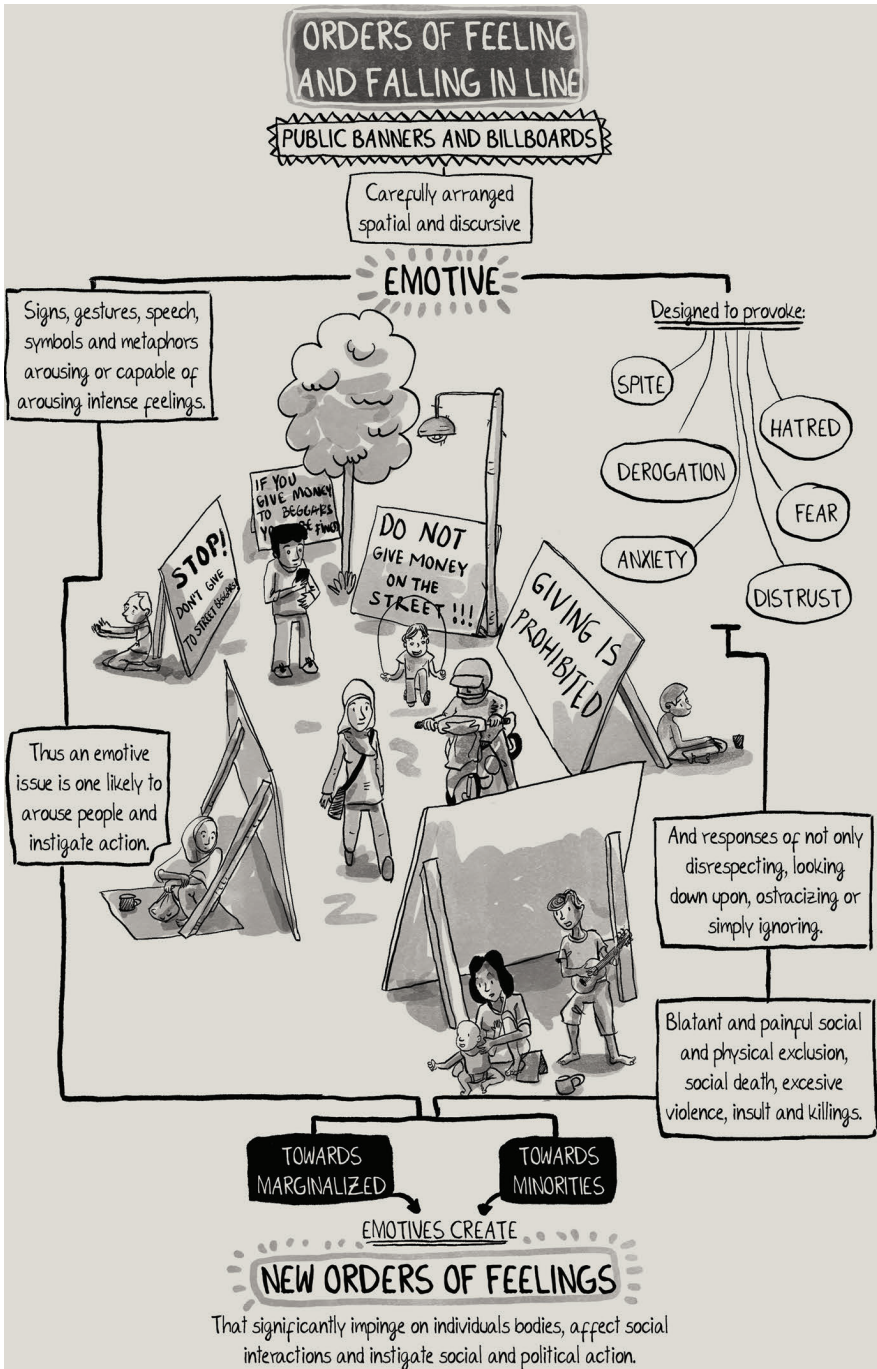 ORDERS OF FEELING
AND FALLING IN LINE
PUBLIC BANNERS AND BILLBOARDS
Carefully arranged
spatial and discursive
EMOTIVE
Signs, gestures, speech,
symbols and metaphors
arousing or capable of
arousing intense feelings.
Designed to provoke:
SPITE
HATRED
DEROGATION
FEAR
ANXIETY
DISTRUST
IF YOU
GIVE MONEY
TO BEGGARS
BE FINED
STOP!
DON'T GIVE
TO STREET BEGGARS
DO NOT
GIVE MONEY
ON THE
STREET!!!
GIVING IS
PROHIBITED
Thus an emotive
issue is one likely to
arouse people and
instigate action.
And responses of not only
disrespecting, looking
down upon, ostracizing or
simply ignoring.
Blatant and painful social
and physical exclusion,
social death, excesive
violence, insult and killings.
TOWARDS
MARGINALIZED
TOWARDS
MINORITIES
EMOTIVES CREATE
NEW ORDERS OF FEELINGS
That significantly impinge on individuals bodies, affect social
interactions and instigate social and political action.